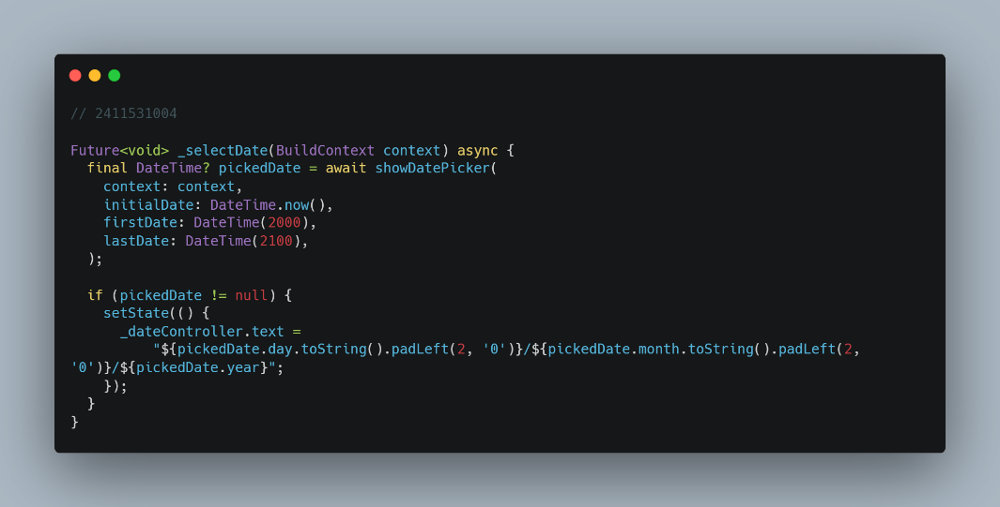 // 2411531004

Future<void> _selectDate(BuildContext context) async {
  final DateTime? pickedDate = await showDatePicker(
    context: context,
    initialDate: DateTime.now(),
    firstDate: DateTime(2000),
    lastDate: DateTime(2100),
  );

  if (pickedDate != null) {
    setState(() {
      _dateController.text =
          "${pickedDate.day.toString().padLeft(2, '0')}/${pickedDate.month.toString().padLeft(2,
'0')}/${pickedDate.year}";
    });
  }
}